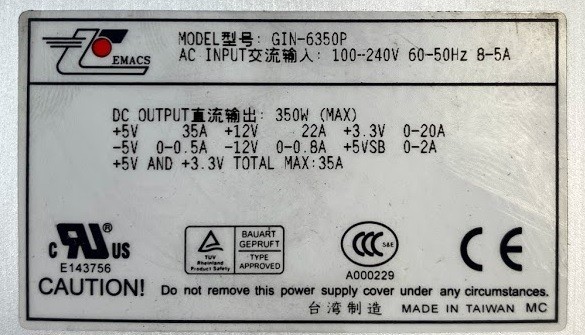 EMACS
MODEL型号: GIN-6350P
AC INPUT交流输入: 100--240V 60-50Hz 8-5A
DC OUTPUT直流输出: 350W (MAX)
+5V 35A +12V 22A +3.3V 0-20A
-5V 0-0.5A -12V 0-0.8A +5VSB 0-2A
+5V AND +3.3V TOTAL MAX:35A
c RU ® US
E143756
TUV
Rheinland
Product Safety
BAUART
GEPRUFT
TYPE
APPROVED
CCC S&E
A000229
CE
CAUTION! Do not remove this power supply cover under any circumstances.
台湾制造 MADE IN TAIWAN MC